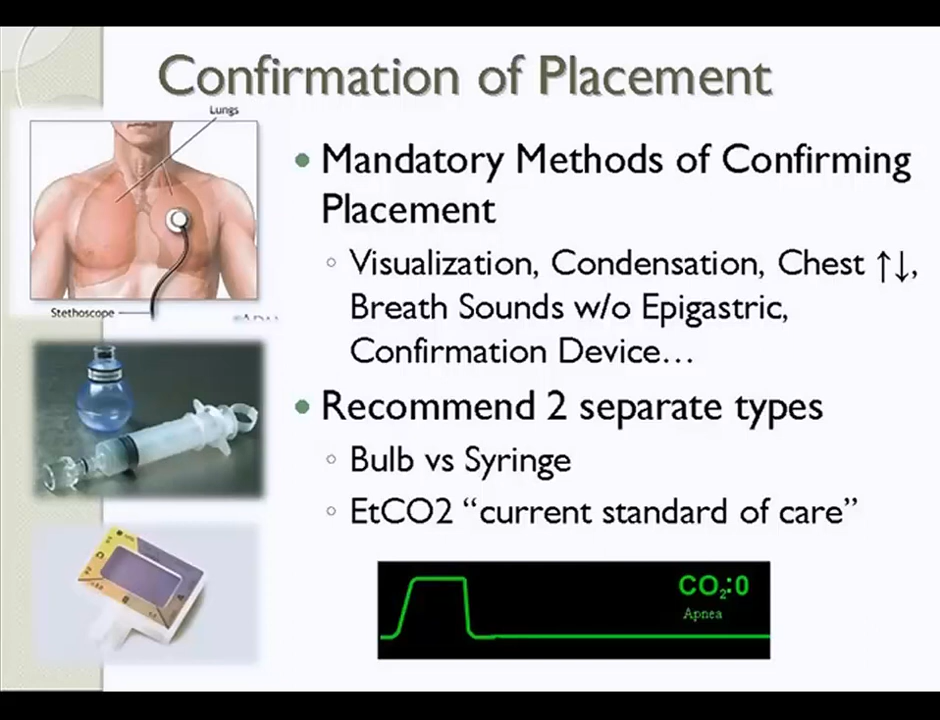 Confirmation of Placement
Lungs
Stethoscope
• Mandatory Methods of Confirming
Placement
◦ Visualization, Condensation, Chest ↑↓,
Breath Sounds w/o Epigastric,
Confirmation Device…
• Recommend 2 separate types
◦ Bulb vs Syringe
◦ EtCO2 “current standard of care”
CO₂:0
Apnea